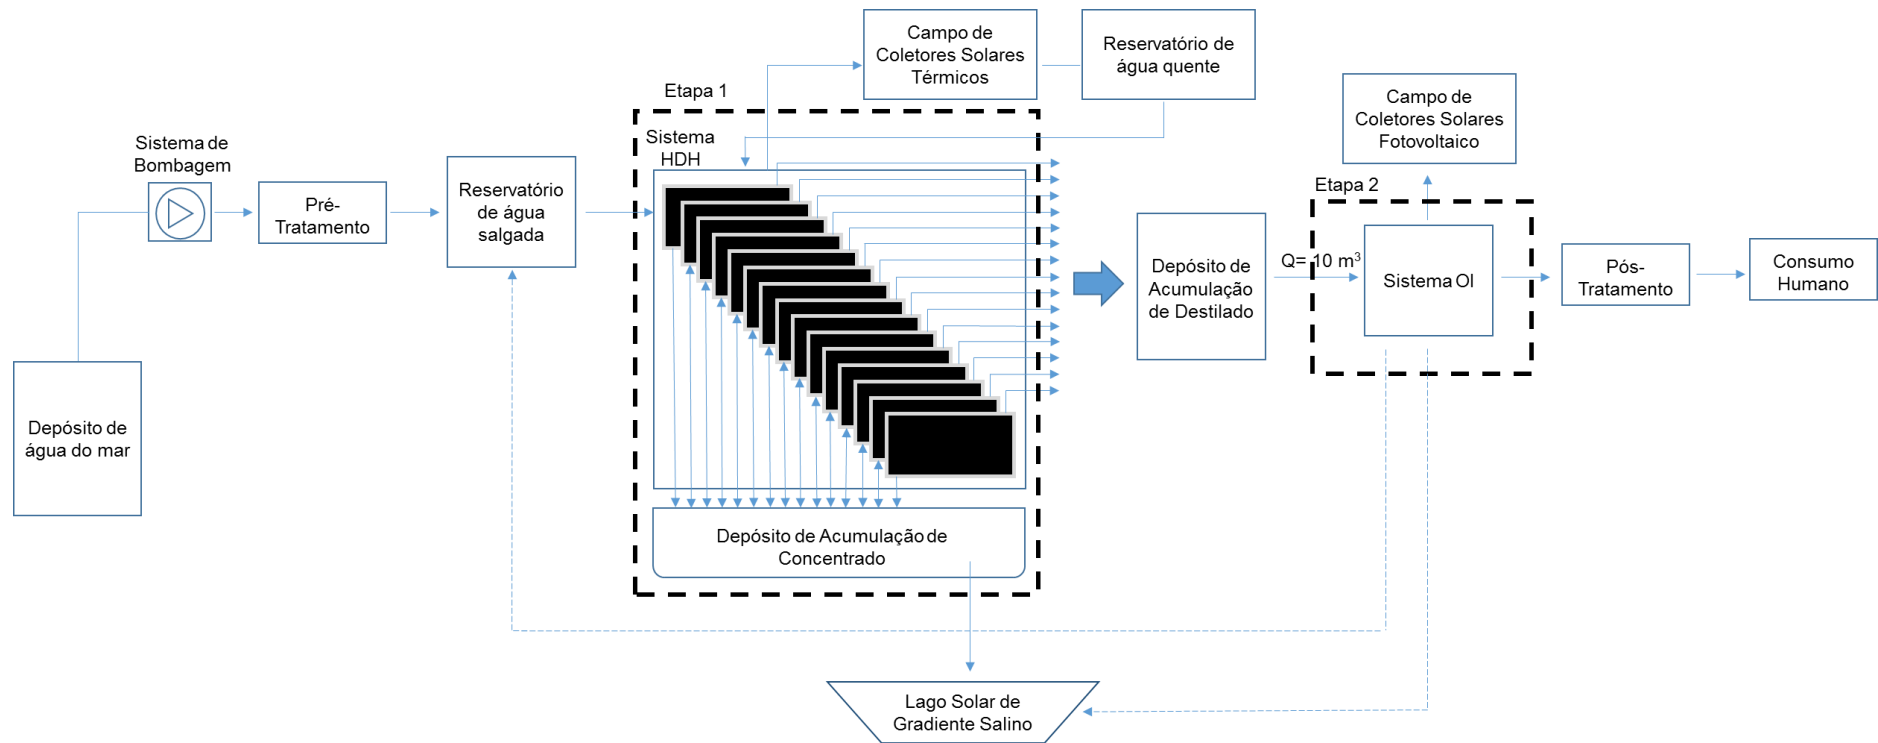 Campo de
Coletores Solares
Térmicos
Reservatório de
água quente
Etapa 1
Campo de
Coletores Solares
Fotovoltaico
Sistema de
Bombagem
Sistema
HDH
Pré-
Tratamento
Reservatório
de água
salgada
Etapa 2
Depósito de
Acumulação
de Destilado
Q= 10 m³
Sistema OI
Pós-
Tratamento
Consumo
Humano
Depósito de
água do mar
Depósito de Acumulação de
Concentrado
Lago Solar de
Gradiente Salino